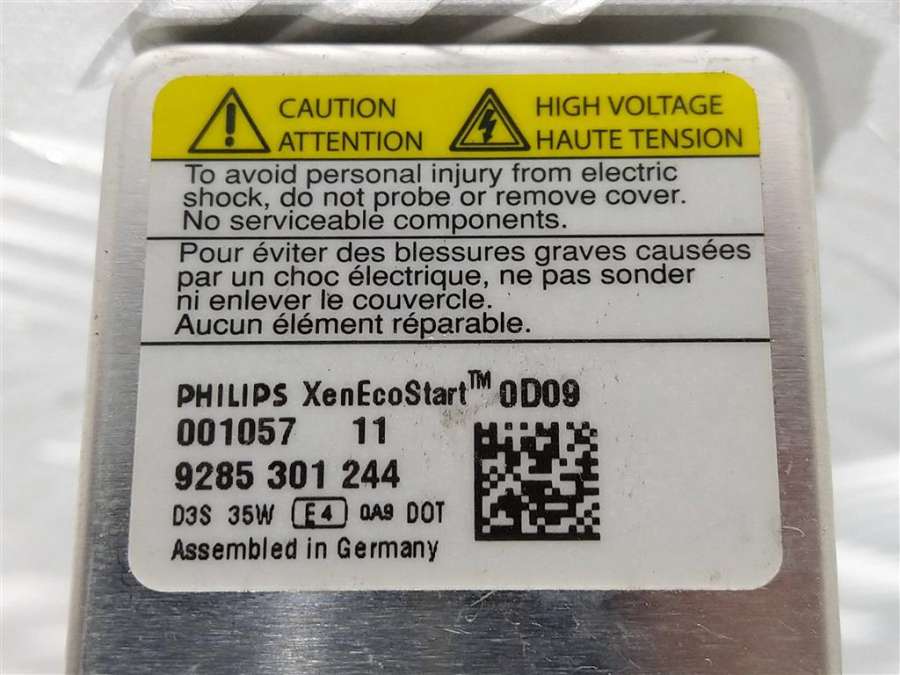 CAUTION
ATTENTION
HIGH VOLTAGE
HAUTE TENSION
To avoid personal injury from electric
shock, do not probe or remove cover.
No serviceable components.
Pour éviter des blessures graves causées
par un choc électrique, ne pas sonder
ni enlever le couvercle.
Aucun élément réparable.
PHILIPS XenEcoStart™ 0D09
001057 11
9285 301 244
D3S 35W E4 0A9 DOT
Assembled in Germany